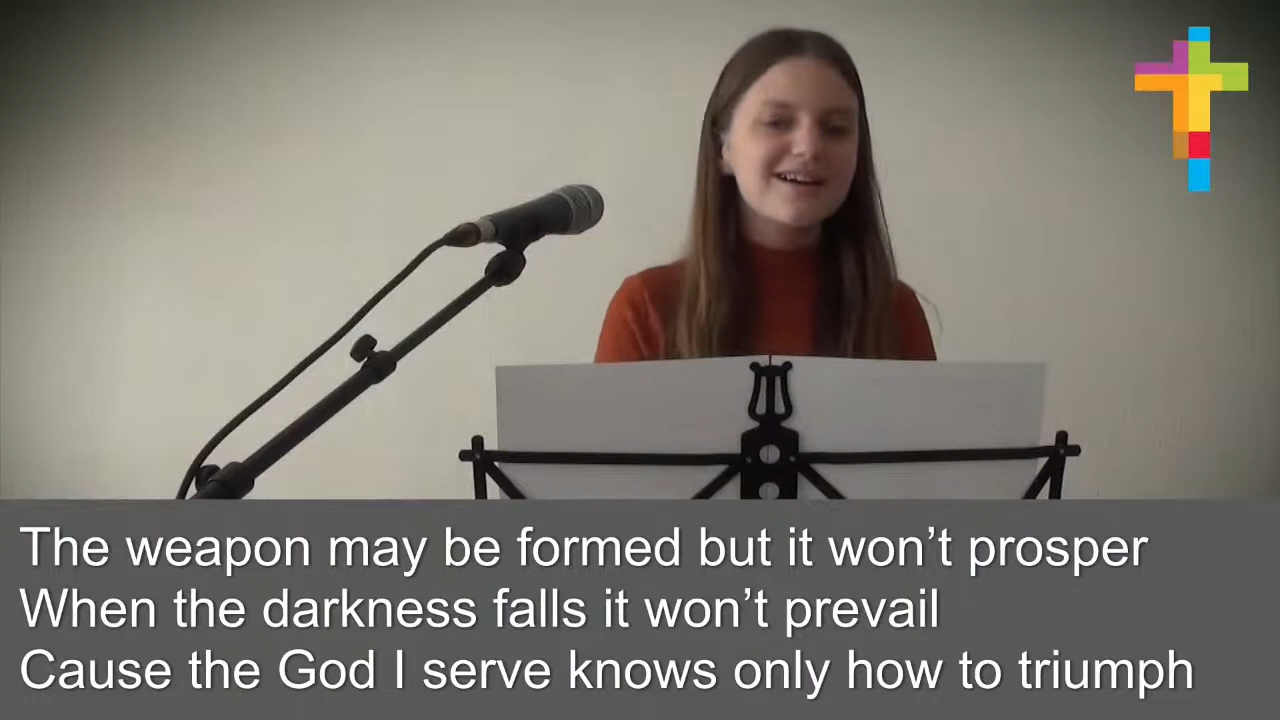 The weapon may be formed but it won’t prosper
When the darkness falls it won’t prevail
Cause the God I serve knows only how to triumph